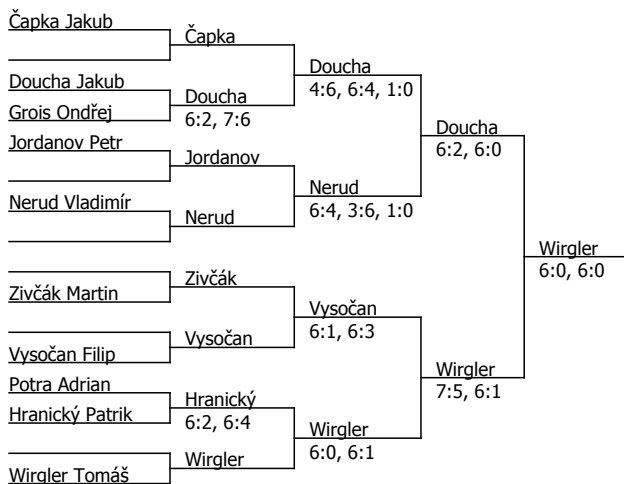 Čapka Jakub
Čapka
Doucha
4:6, 6:4, 1:0
Doucha Jakub
Doucha
6:2, 7:6
Grois Ondřej
Doucha
6:2, 6:0
Jordanov Petr
Jordanov
Nerud
6:4, 3:6, 1:0
Nerud Vladimír
Nerud
Wirgler
6:0, 6:0
Zivčák
Zivčák Martin
Vysočan
6:1, 6:3
Vysočan
Vysočan Filip
Wirgler
7:5, 6:1
Potra Adrian
Hranický
6:2, 6:4
Hranický Patrik
Wirgler
6:0, 6:1
Wirgler
Wirgler Tomáš